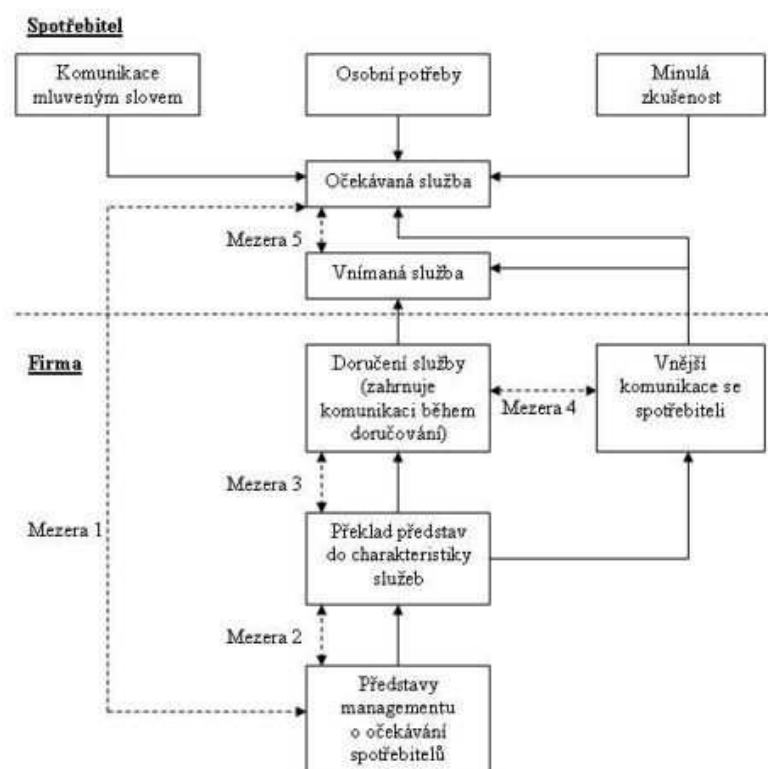 Spotřebitel
Komunikace
mluveným slovem
Osobní potřeby
Minulá
zkušenost
Očekávaná služba
Mezera 5
Vnímaná služba
Firma
Doručení služby
(zahrnuje
komunikaci během
doručování)
Mezera 4
Vnější
komunikace se
spotřebiteli
Mezera 3
Mezera 1
Překlad představ
do charakteristiky
služeb
Mezera 2
Představy
managementu
o očekávání
spotřebitelů